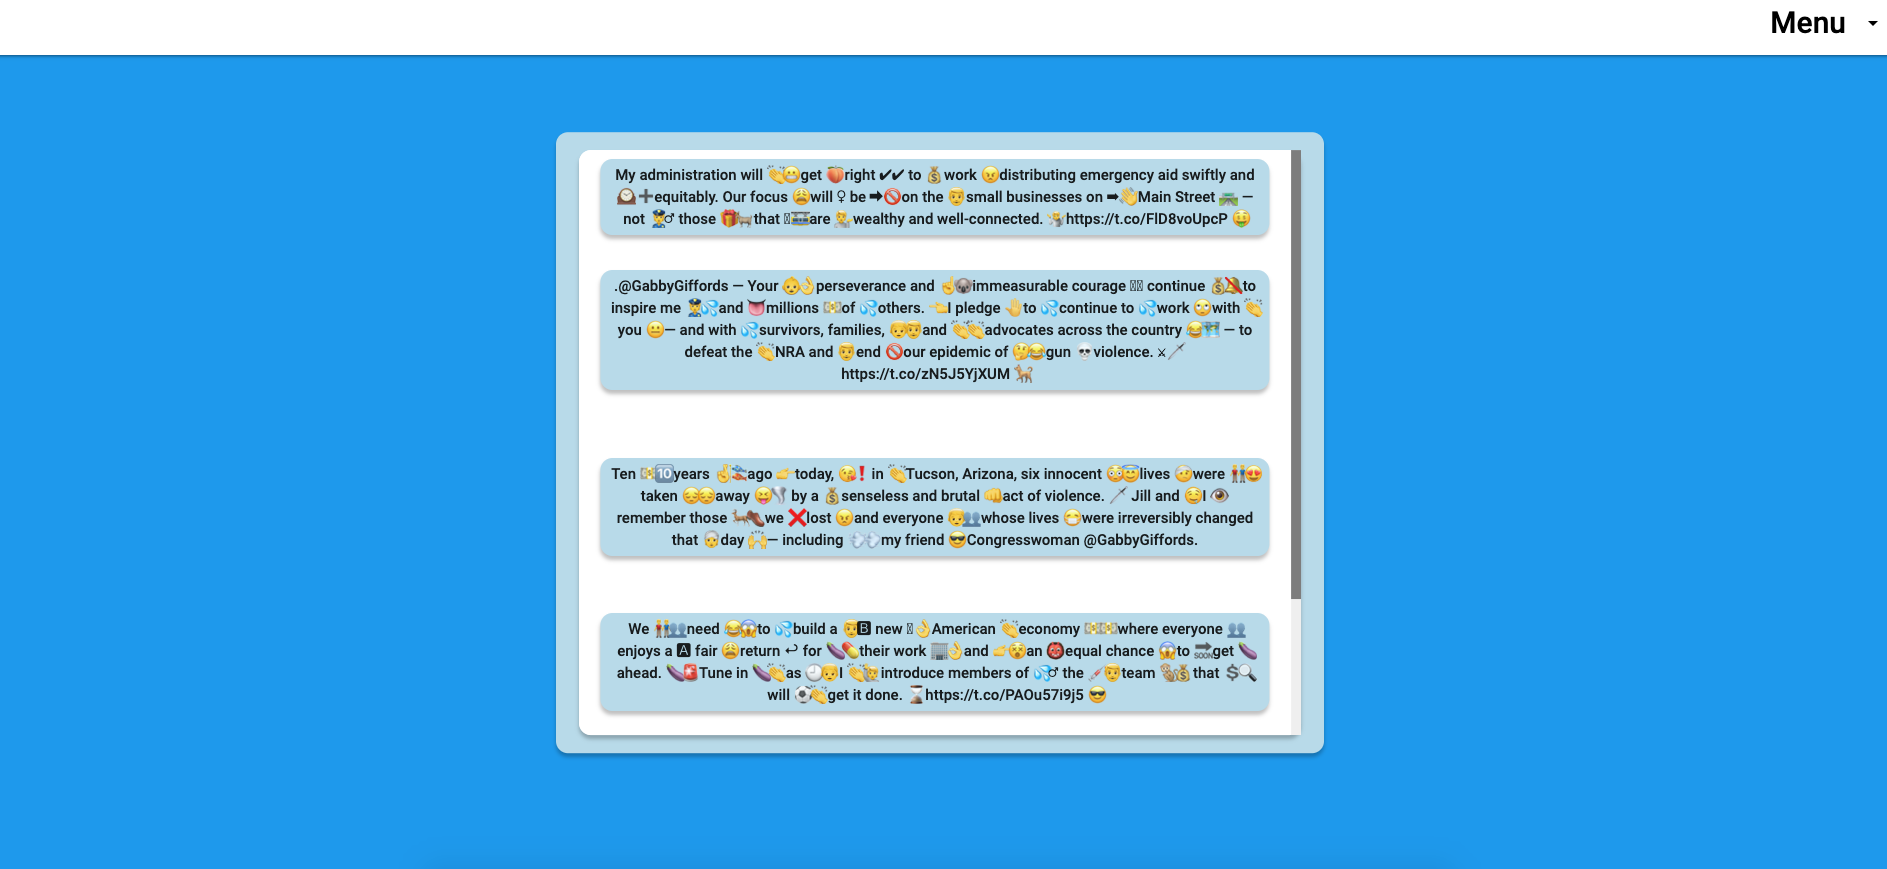 Menu
My administration will 👏😬get 🍑right ✔✔ to 💰work 😠distributing emergency aid swiftly and
🕰➕equitably. Our focus 😩will ♀ be ➡🚫on the 👨small businesses on ➡👏Main Street 🛣 —
not 👮♂ those 🎁🐈that 🚃are 💁wealthy and well-connected. https://t.co/FlD8voUpcP 🤑
.@GabbyGiffords — Your 👶👌perseverance and ☝🐨immeasurable courage continue 💰🔕to
inspire me 👮💦and 👅millions 💵of 💦others. 👈I pledge 🤚to 💦continue to 💦work 🙄with 👏
you 😐— and with 💦survivors, families, 👴👨and 👏👏advocates across the country 😂🗺 — to
defeat the 👏NRA and 👨end 🚫our epidemic of 🤔😂gun 💀violence. ⚔🗡
https://t.co/zN5J5YjXUM 🐕
Ten 💵🔟years ✌ago 👉today, 😘❗ in 👏Tucson, Arizona, six innocent 😳😇lives 🤕were 👬😍
taken 😔😔away 😝🌪 by a 💰senseless and brutal 👊act of violence. 🗡 Jill and 😌I 👁
remember those 🐈👞we ❌lost 😠and everyone 👴👥whose lives 😷were irreversibly changed
that 👵day 🙌— including 💨💨my friend 😎Congresswoman @GabbyGiffords.
We 👬👥need 😂😱to 💦build a 👨🅱 new 👌American 👏economy 💵💵where everyone 👥
enjoys a 🅰 fair 😩return ↩ for 🍆💊their work 🏢👌and 👉😵an 👹equal chance 😱to 🔜get 🍆
ahead. 🍆🚨Tune in 🍆👏as 🕗👴I 👏🙋introduce members of 💦♂ the 💉👨team 🐒💰that 💲🔍
will ⚽👏get it done. ⌛https://t.co/PAOu57i9j5 😎